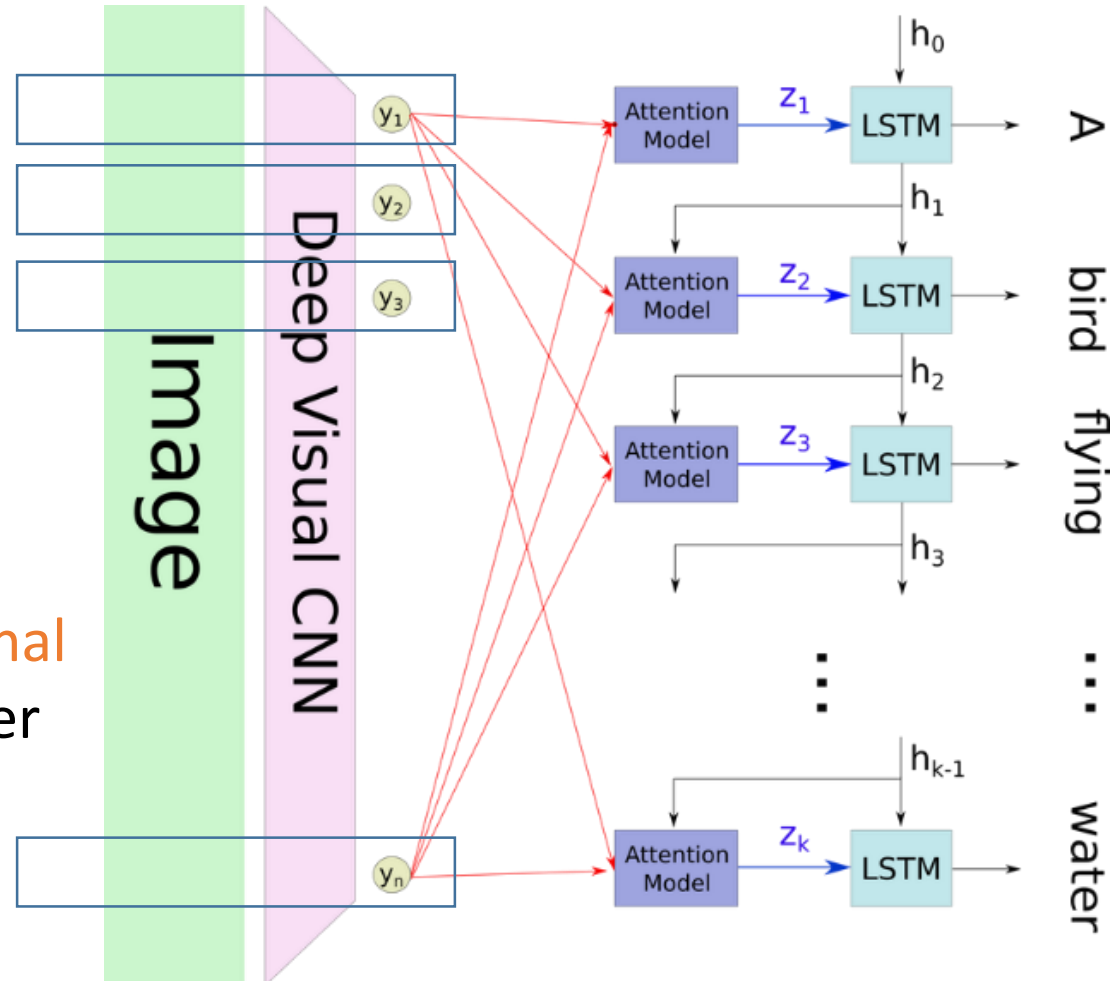 h₀
y₁
Attention
Model
z₁
LSTM
A
y₂
h₁
y₃
Attention
Model
z₂
LSTM
bird
h₂
Image
Deep Visual CNN
Attention
Model
z₃
LSTM
flying
h₃
nal
er
...
...
hₖ₋₁
yₙ
Attention
Model
zₖ
LSTM
water